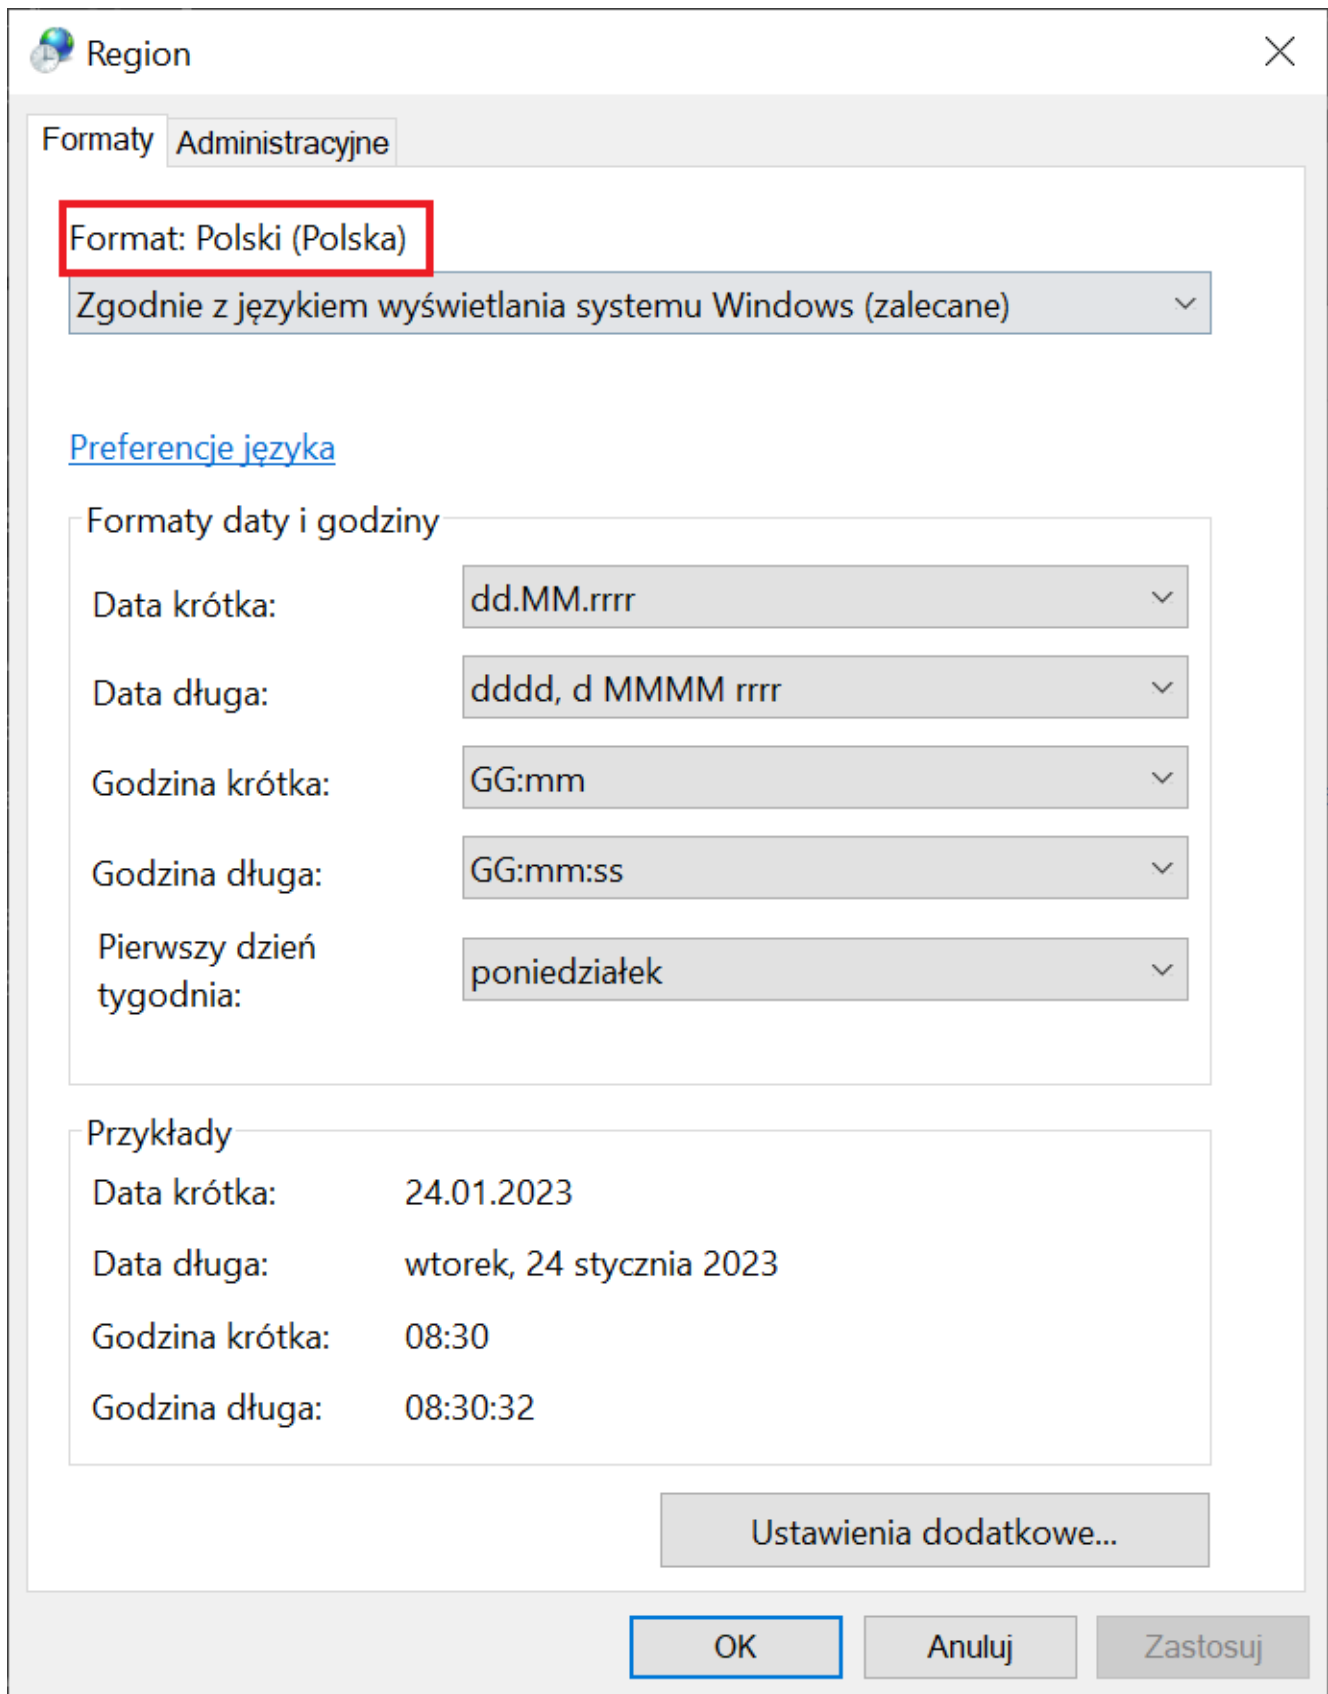 Region
Formaty
Administracyjne
Format: Polski (Polska)
Zgodnie z językiem wyświetlania systemu Windows (zalecane)
Preferencje języka
Formaty daty i godziny
Data krótka: dd.MM.rrrr
Data długa: dddd, d MMMM rrrr
Godzina krótka: GG:mm
Godzina długa: GG:mm:ss
Pierwszy dzień
tygodnia: poniedziałek
Przykłady
Data krótka: 24.01.2023
Data długa: wtorek, 24 stycznia 2023
Godzina krótka: 08:30
Godzina długa: 08:30:32
Ustawienia dodatkowe...
OK Anuluj Zastosuj